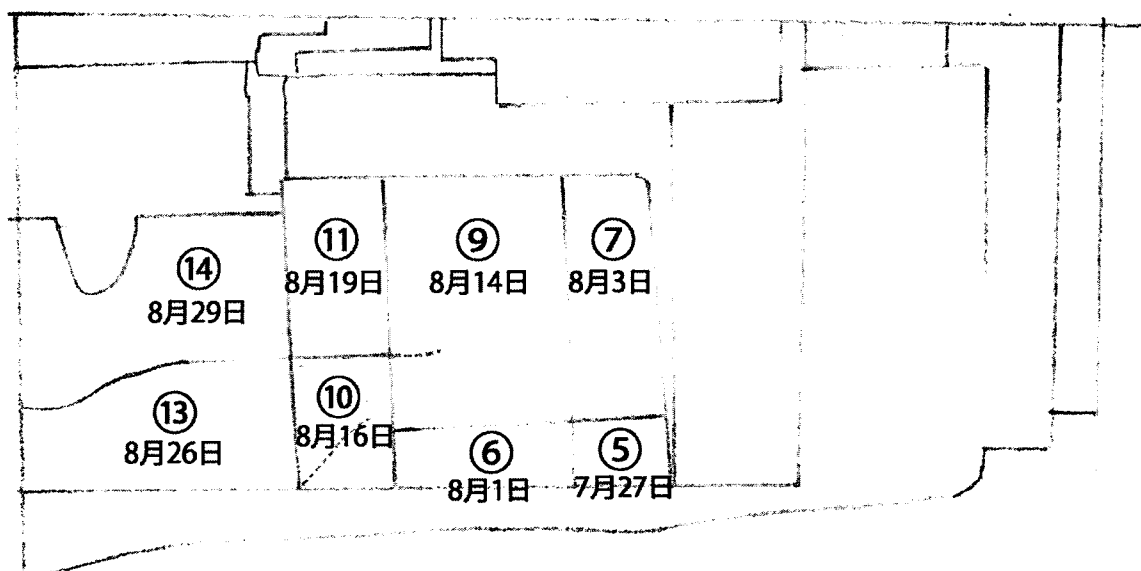 ⑪
8月19日
⑨
8月14日
⑦
8月3日
⑭
8月29日
⑩
8月16日
⑬
8月26日
⑥
8月1日
⑤
7月27日